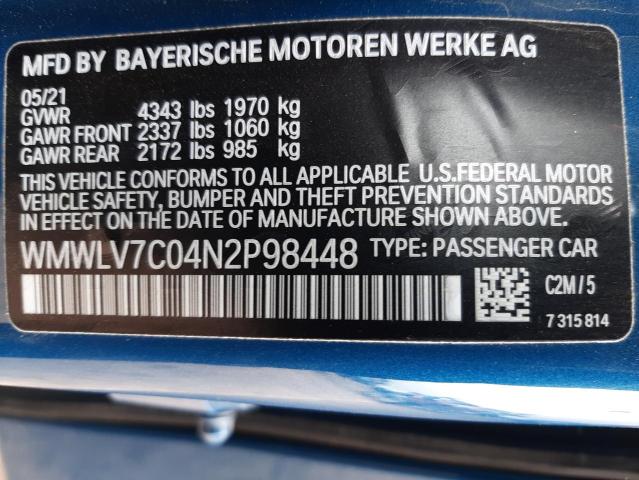 MFD BY BAYERISCHE MOTOREN WERKE AG
05/21
GVWR 4343 lbs 1970 kg
GAWR FRONT 2337 lbs 1060 kg
GAWR REAR 2172 lbs 985 kg
THIS VEHICLE CONFORMS TO ALL APPLICABLE U.S.FEDERAL MOTOR
VEHICLE SAFETY, BUMPER AND THEFT PREVENTION STANDARDS
IN EFFECT ON THE DATE OF MANUFACTURE SHOWN ABOVE.
WMWLV7C04N2P98448 TYPE: PASSENGER CAR
C2M/5
7 315 814